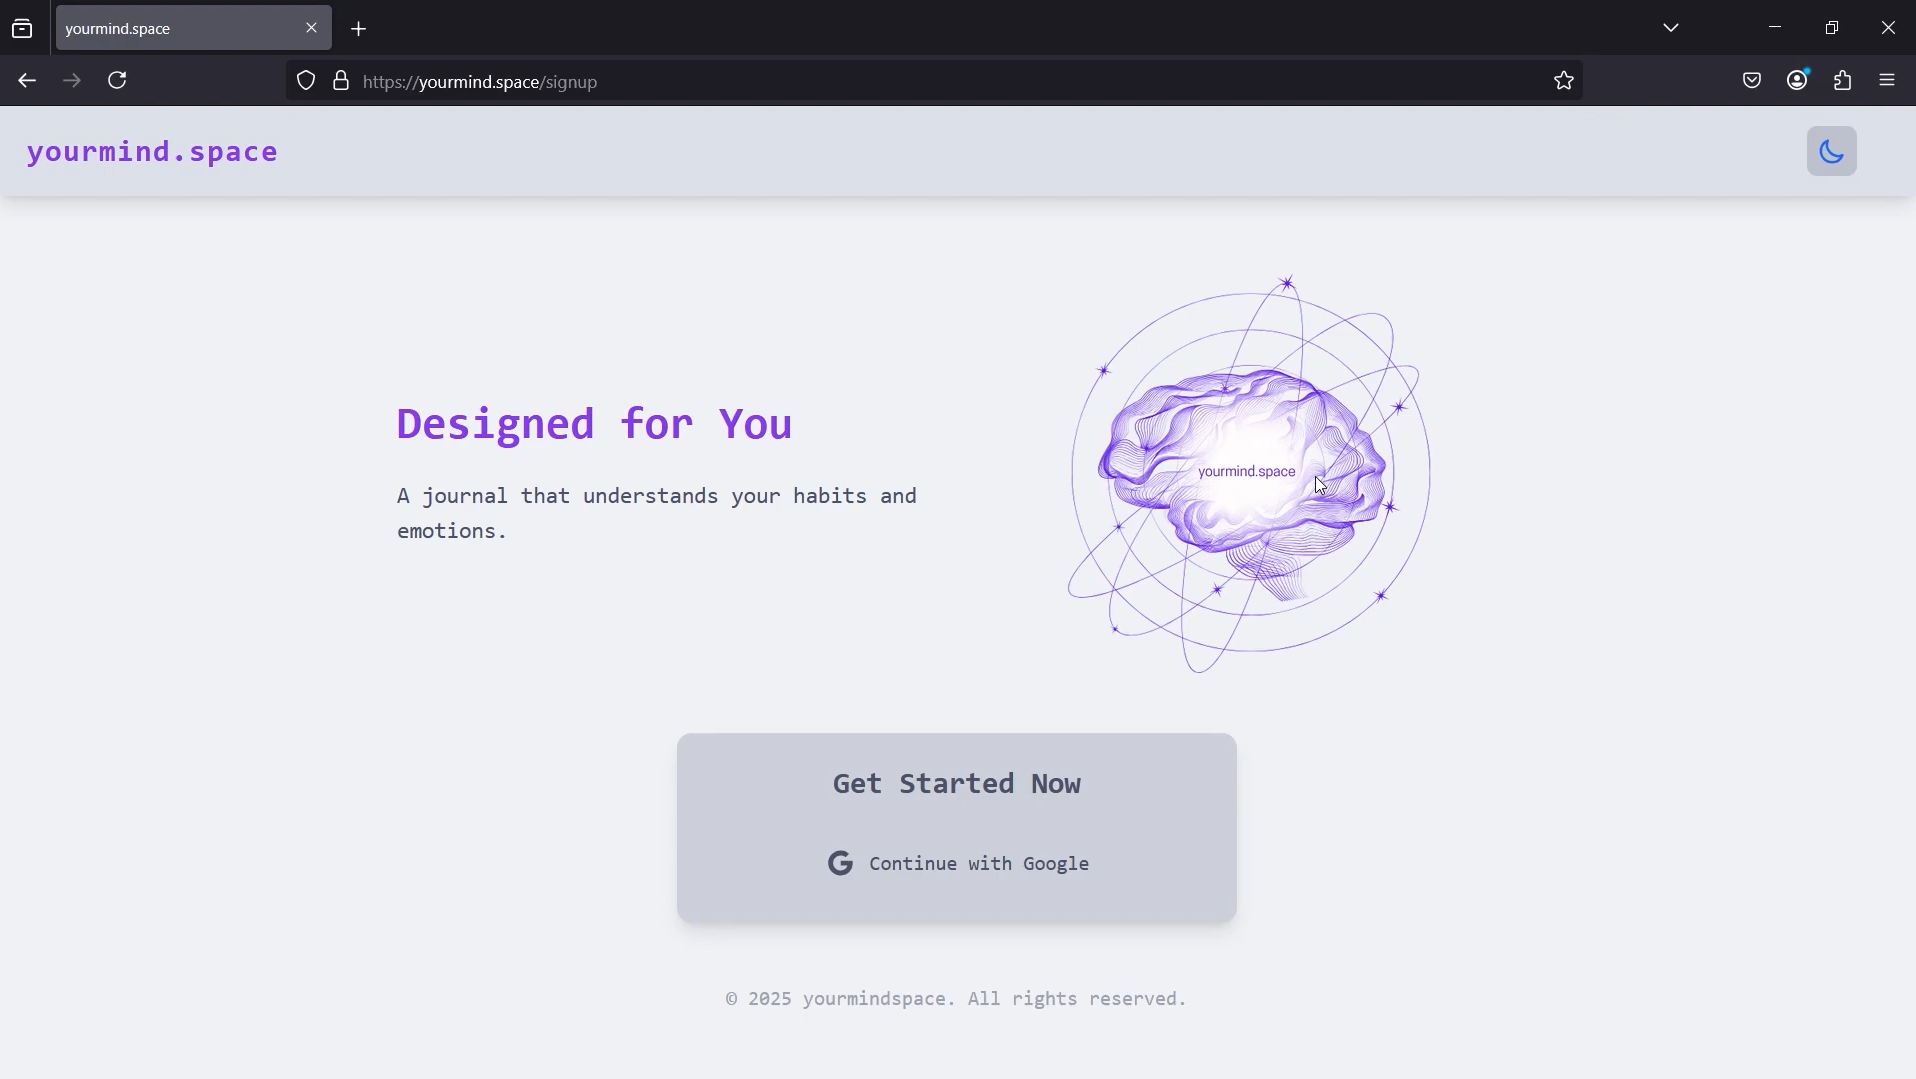 yourmind.space
https://yourmind.space/signup
yourmind.space
Designed for You
A journal that understands your habits and
emotions.
yourmind.space
Get Started Now
Continue with Google
© 2025 yourmindspace. All rights reserved.